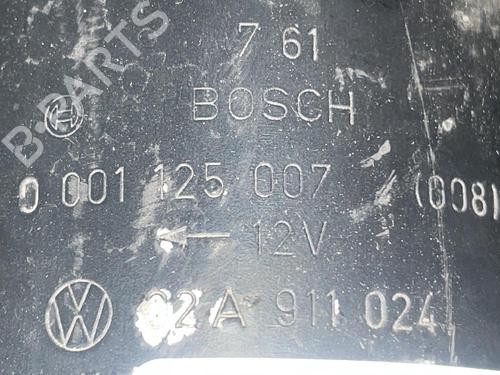 7 61
BOSCH
0 001 125 007 (008)
12V
02A 911 024
B-PARTS